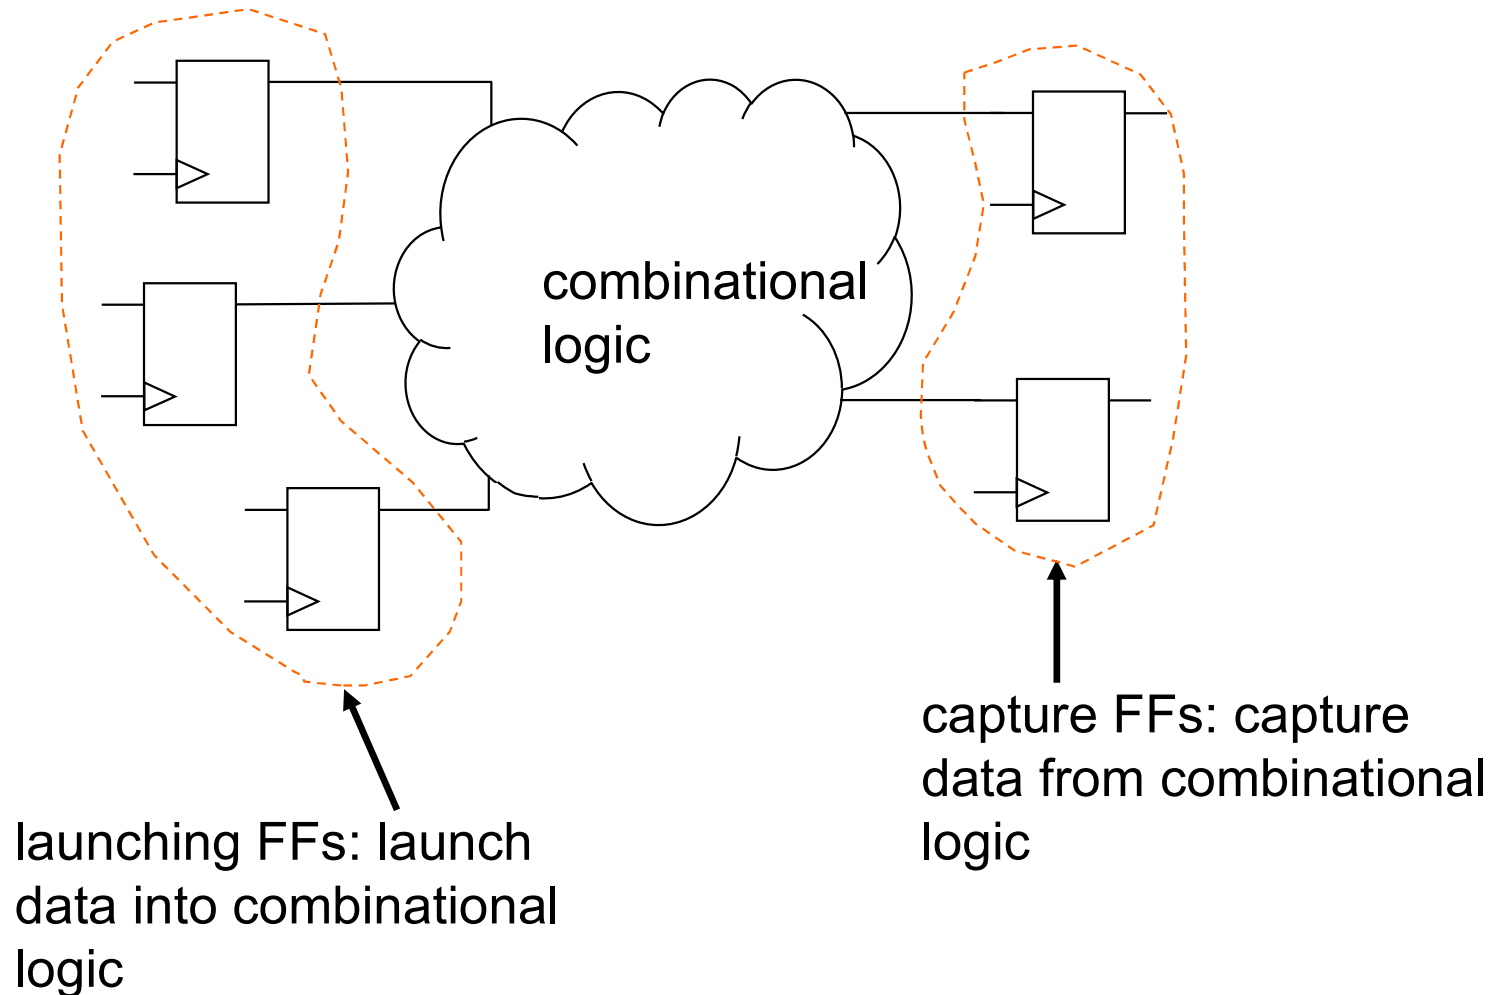 combinational
logic
capture FFs: capture
data from combinational
logic
launching FFs: launch
data into combinational
logic